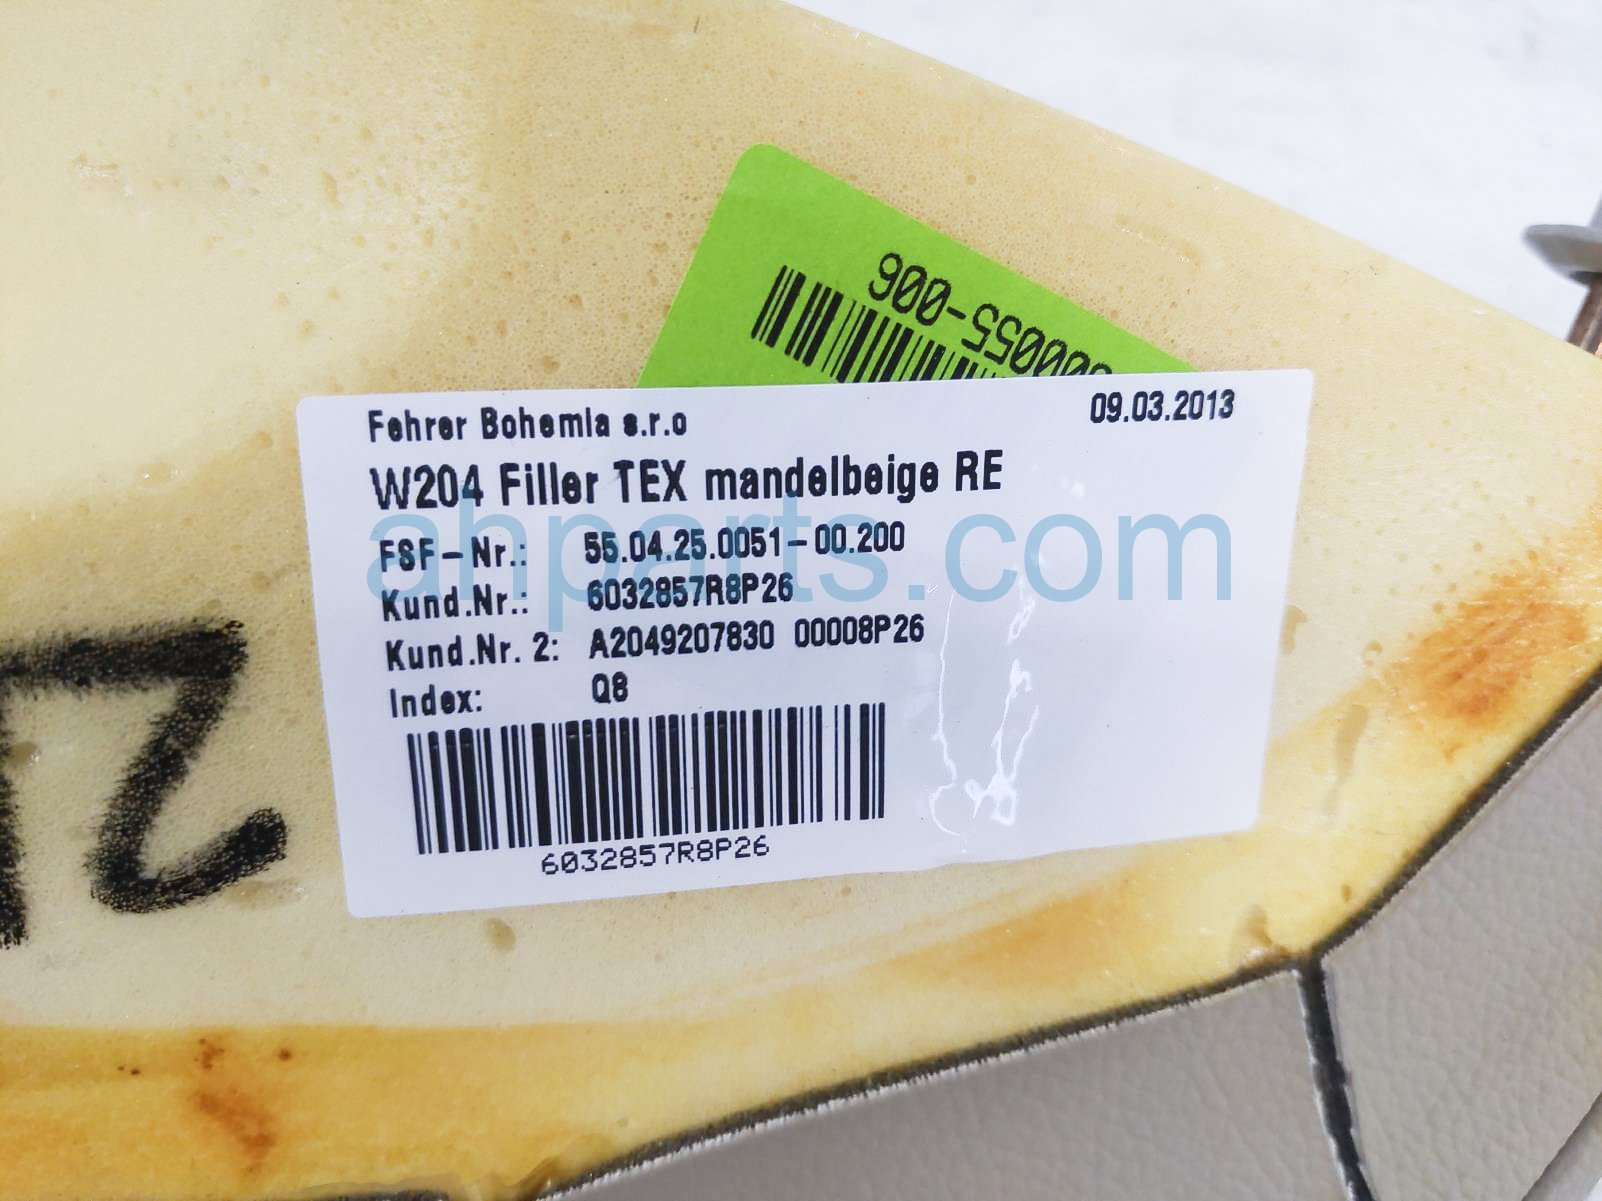 000055-006
Fehrer Bohemia s.r.o 09.03.2013
W204 Filler TEX mandelbeige RE
FSF-Nr.: 55.04.25.0051-00.200
Kund.Nr.: 6032857R8P26
Kund.Nr. 2: A2049207830 00008P26
Index: Q8
6032857R8P26
ahparts.com